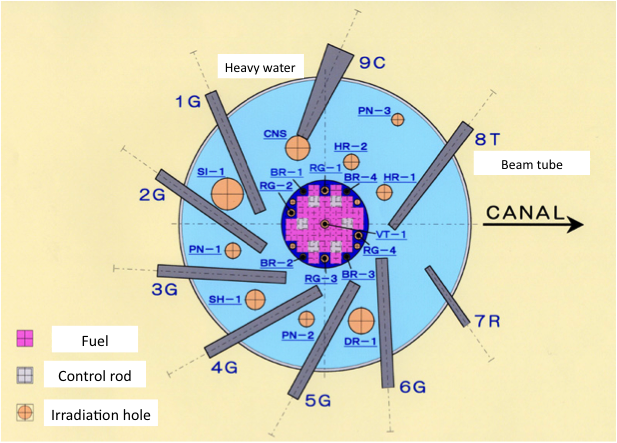 9C
Heavy water
1G
PN-3
CNS
HR-2
8T
RG-1
Beam tube
BR-1
BR-4
HR-1
SI-1
RG-2
2G
CANAL
VT-1
PN-1
RG-4
BR-2
BR-3
3G
RG-3
SH-1
7R
PN-2
DR-1
Fuel
4G
Control rod
6G
5G
Irradiation hole